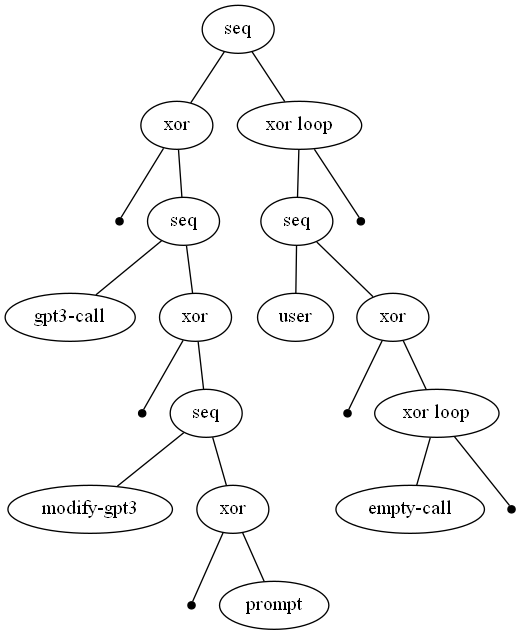 seq
xor
xor loop
seq
seq
gpt3-call
xor
user
xor
seq
xor loop
modify-gpt3
xor
empty-call
prompt